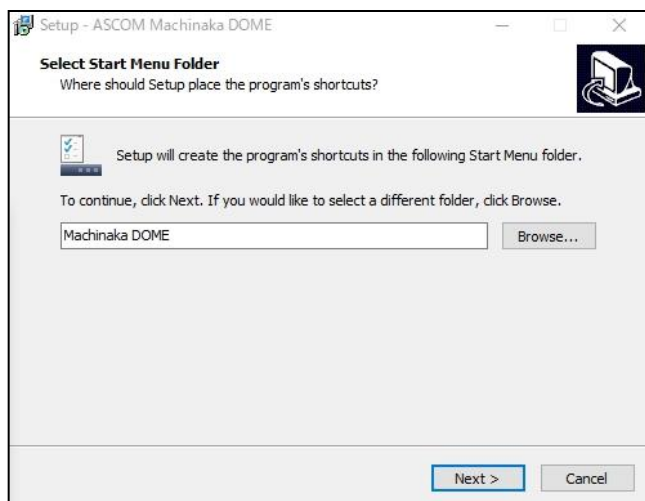 Setup - ASCOM Machinaka DOME
Select Start Menu Folder
Where should Setup place the program's shortcuts?
Setup will create the program's shortcuts in the following Start Menu folder.
To continue, click Next. If you would like to select a different folder, click Browse.
Machinaka DOME
Browse...
Next >
Cancel